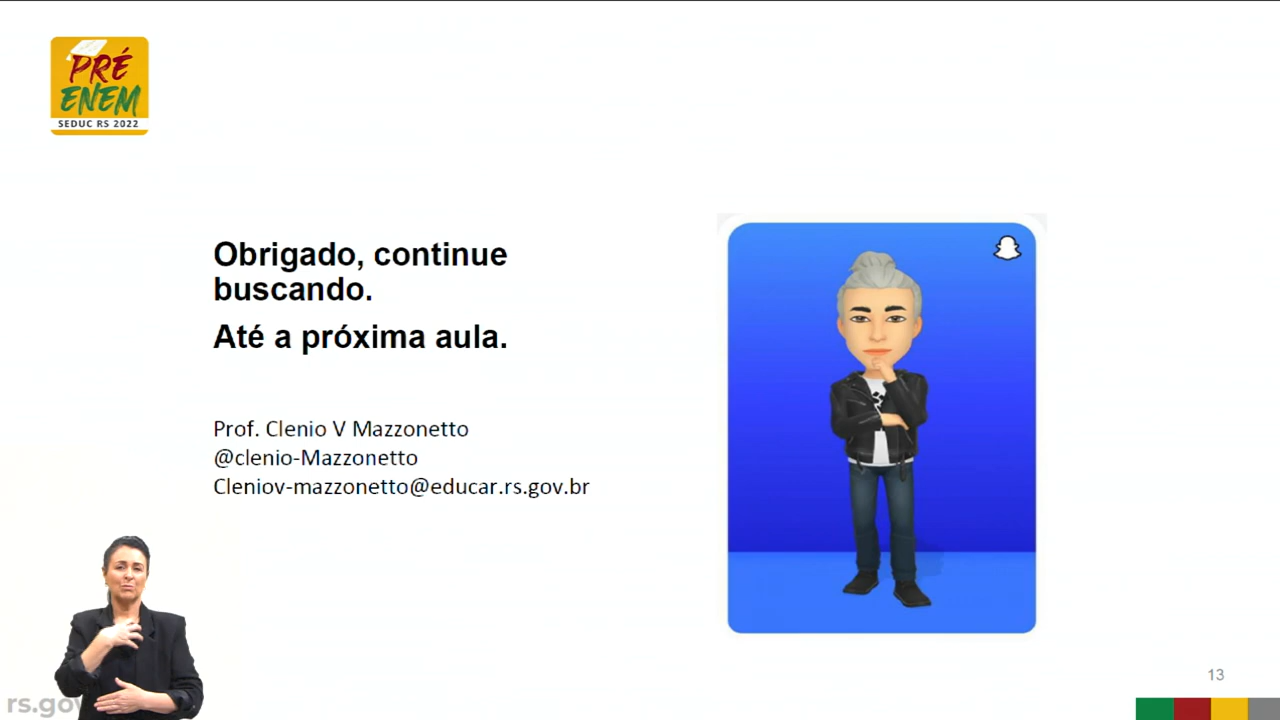 PRÉ
ENEM
SEDUC RS 2022
Obrigado, continue
buscando.
Até a próxima aula.
Prof. Clenio V Mazzonetto
@clenio-Mazzonetto
Cleniov-mazzonetto@educar.rs.gov.br
13
rs.gov